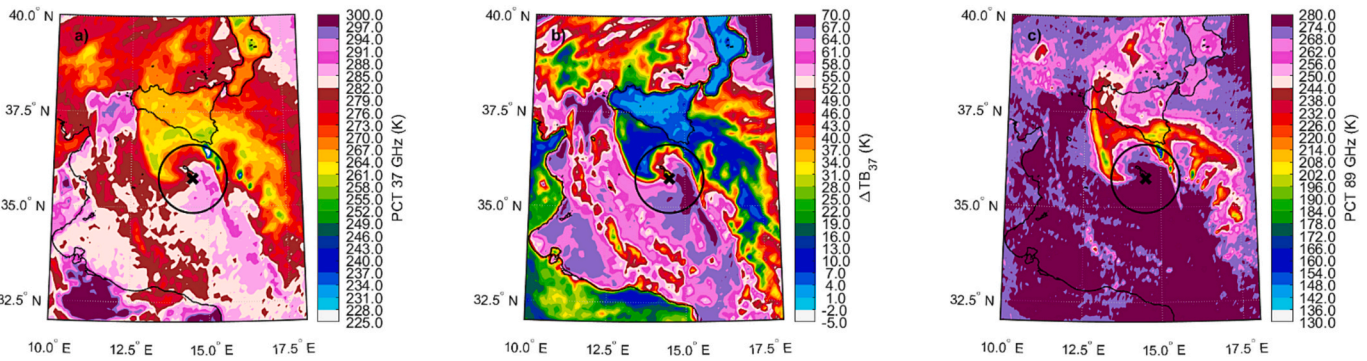 40.0° N
37.5° N
35.0° N
32.5° N
10.0° E
12.5° E
15.0° E
17.5° E
a)
300.0
297.0
294.0
291.0
288.0
285.0
282.0
279.0
276.0
273.0
270.0
267.0
264.0
261.0
258.0
255.0
252.0
249.0
246.0
243.0
240.0
237.0
234.0
231.0
228.0
225.0
PCT 37 GHz (K)
40.0° N
37.5° N
35.0° N
32.5° N
10.0° E
12.5° E
15.0° E
17.5° E
b)
70.0
67.0
64.0
61.0
58.0
55.0
52.0
49.0
46.0
43.0
40.0
37.0
34.0
31.0
28.0
25.0
22.0
19.0
16.0
13.0
10.0
7.0
4.0
1.0
-2.0
-5.0
ΔTB37 (K)
40.0° N
37.5° N
35.0° N
32.5° N
10.0° E
12.5° E
15.0° E
17.5° E
c)
280.0
274.0
268.0
262.0
256.0
250.0
244.0
238.0
232.0
226.0
220.0
214.0
208.0
202.0
196.0
190.0
184.0
178.0
172.0
166.0
160.0
154.0
148.0
142.0
136.0
130.0
PCT 89 GHz (K)